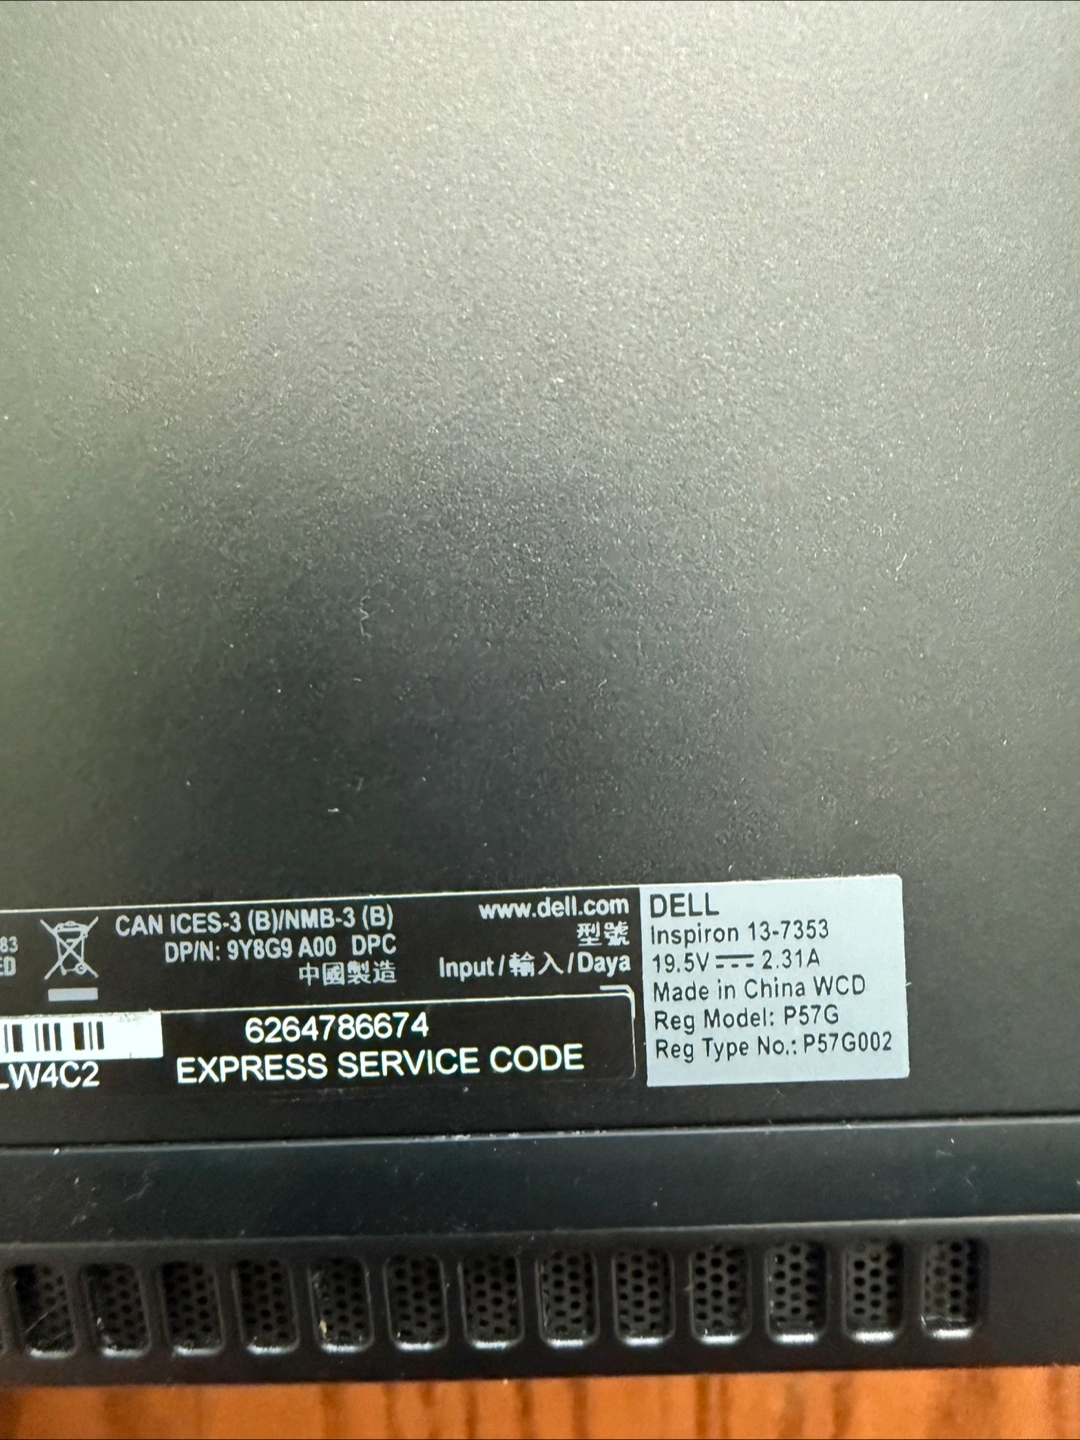 83
ED
CAN ICES-3 (B)/NMB-3 (B)
DP/N: 9Y8G9 A00 DPC
中國製造
www.dell.com
型號
Input/輸入/Daya
LW4C2
6264786674
EXPRESS SERVICE CODE
DELL
Inspiron 13-7353
19.5V⎓2.31A
Made in China WCD
Reg Model: P57G
Reg Type No.: P57G002